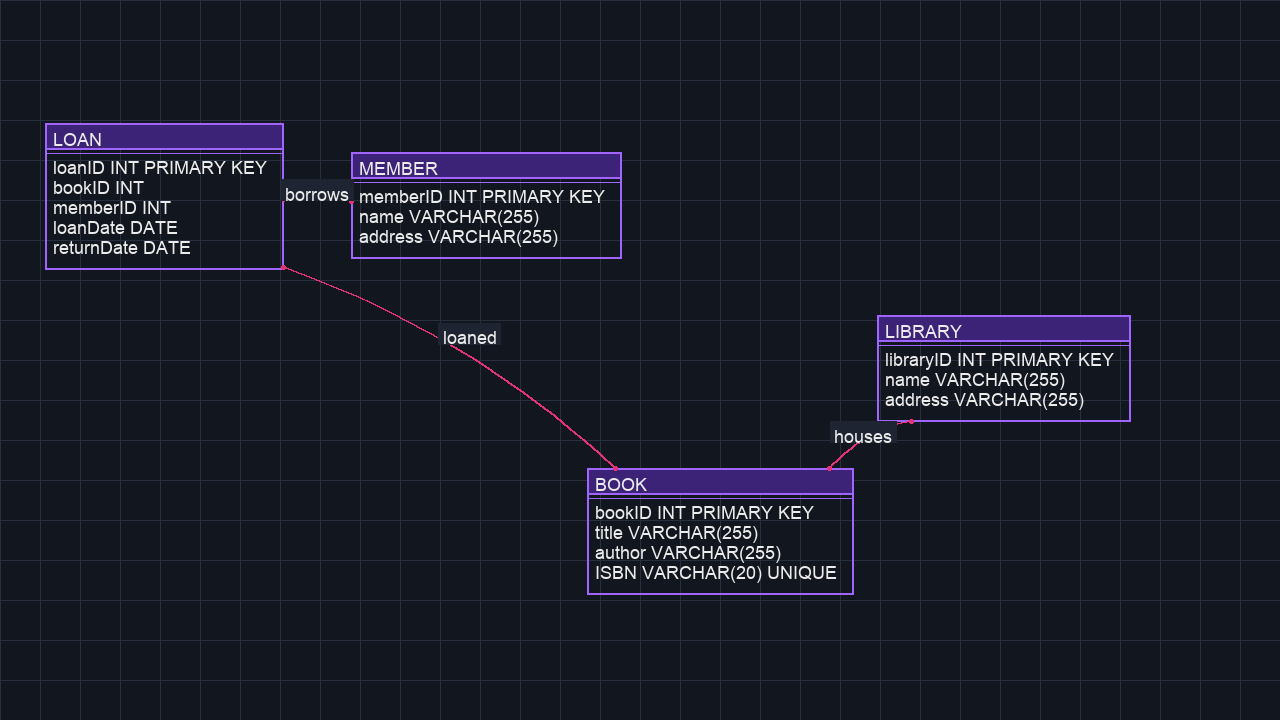 LOAN
loanID INT PRIMARY KEY
bookID INT
memberID INT
loanDate DATE
returnDate DATE
borrows
MEMBER
memberID INT PRIMARY KEY
name VARCHAR(255)
address VARCHAR(255)
loaned
LIBRARY
libraryID INT PRIMARY KEY
name VARCHAR(255)
address VARCHAR(255)
houses
BOOK
bookID INT PRIMARY KEY
title VARCHAR(255)
author VARCHAR(255)
ISBN VARCHAR(20) UNIQUE